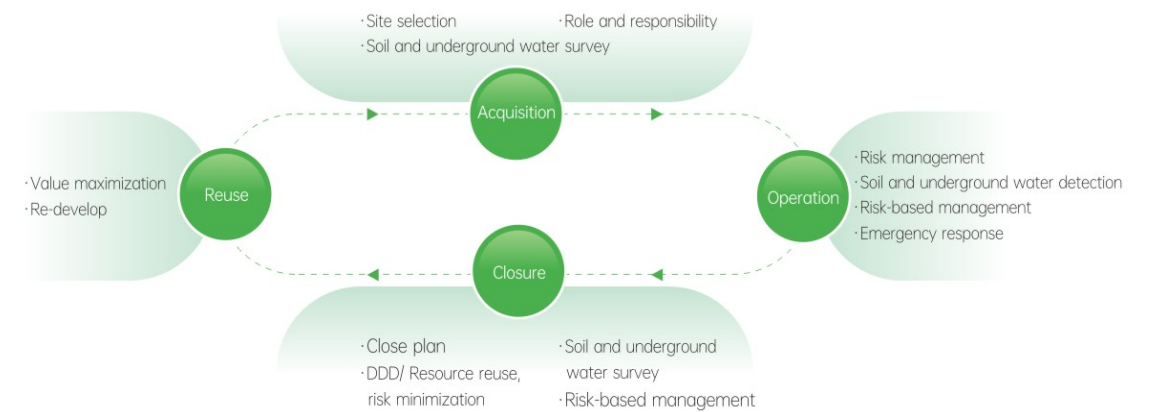 ·Site selection
·Role and responsibility
·Soil and underground water survey
Acquisition
·Value maximization
·Re-develop
Reuse
Operation
·Risk management
·Soil and underground water detection
·Risk-based management
·Emergency response
Closure
·Close plan
·DDD/ Resource reuse,
risk minimization
·Soil and underground
water survey
·Risk-based management